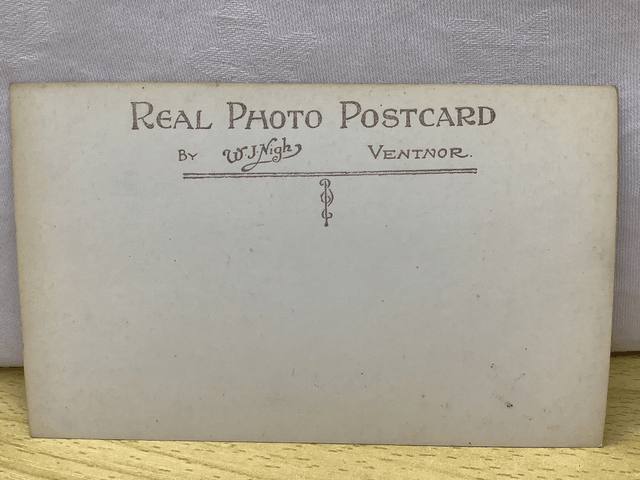 REAL PHOTO POSTCARD
BY W.J.Nigh VENTNOR.